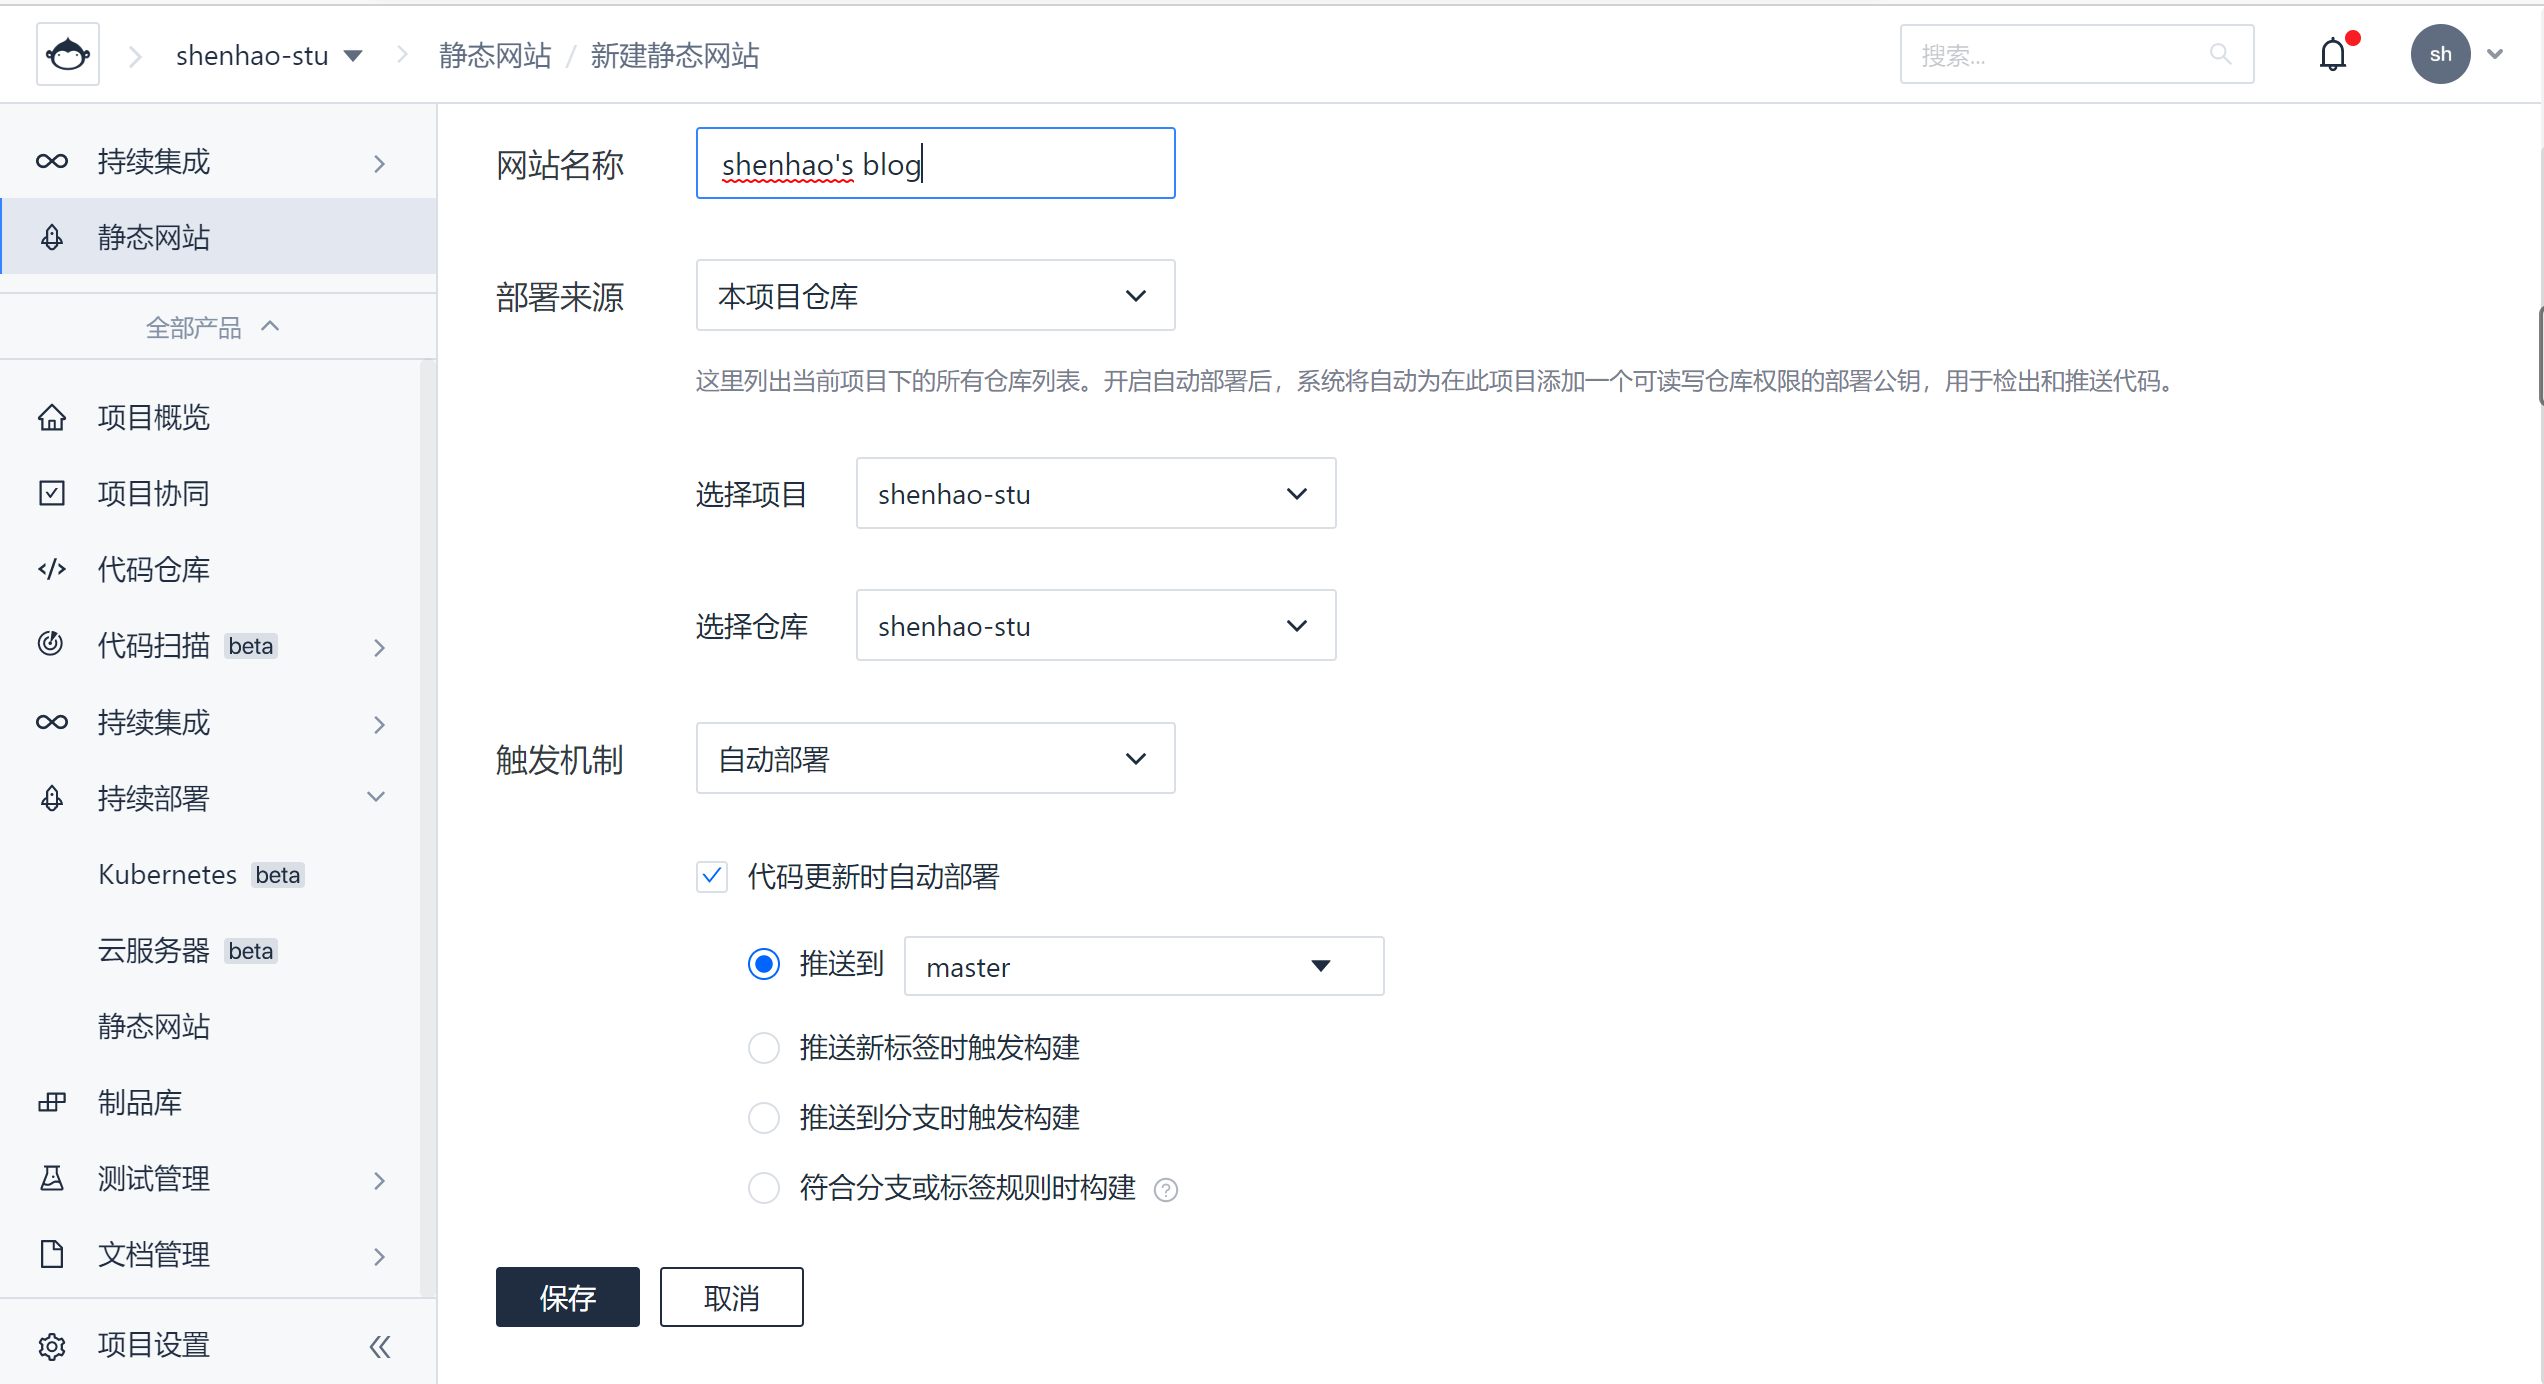 shenhao-stu
静态网站 / 新建静态网站
搜索...
sh
持续集成
静态网站
全部产品
项目概览
项目协同
代码仓库
代码扫描 beta
持续集成
持续部署
Kubernetes beta
云服务器 beta
静态网站
制品库
测试管理
文档管理
项目设置
网站名称 shenhao's blog
部署来源 本项目仓库
这里列出当前项目下的所有仓库列表。开启自动部署后，系统将自动为在此项目添加一个可读写仓库权限的部署公钥，用于检出和推送代码。
选择项目 shenhao-stu
选择仓库 shenhao-stu
触发机制 自动部署
代码更新时自动部署
推送到 master
推送新标签时触发构建
推送到分支时触发构建
符合分支或标签规则时构建 ?
保存 取消